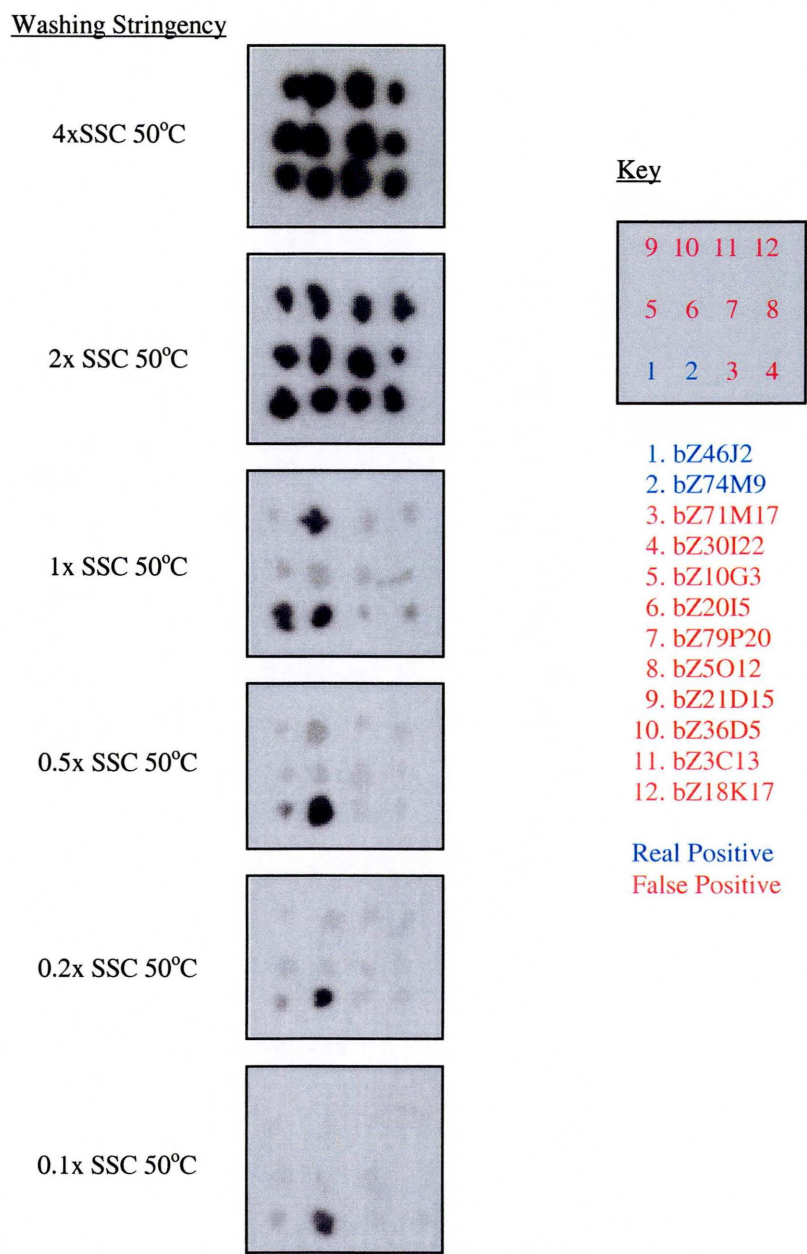 Washing Stringency
4xSSC 50°C
2x SSC 50°C
1x SSC 50°C
0.5x SSC 50°C
0.2x SSC 50°C
0.1x SSC 50°C
Key
9 10 11 12
5 6 7 8
1 2 3 4
1. bZ46J2
2. bZ74M9
3. bZ71M17
4. bZ30I22
5. bZ10G3
6. bZ20I5
7. bZ79P20
8. bZ5O12
9. bZ21D15
10. bZ36D5
11. bZ3C13
12. bZ18K17
Real Positive
False Positive